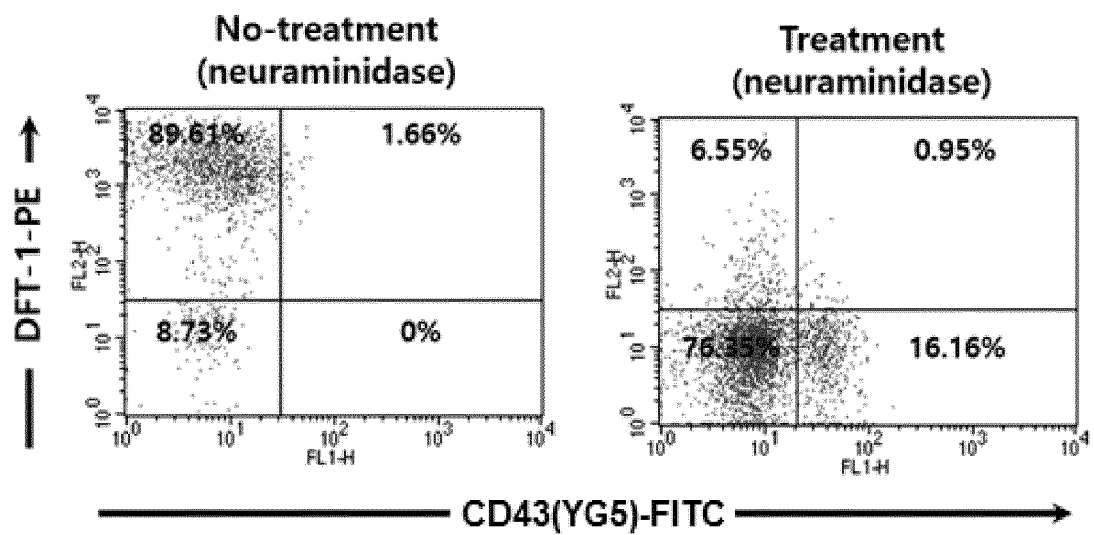 No-treatment
(neuraminidase)
Treatment
(neuraminidase)
DFT-1-PE
FL2-H
10^4
10^3
10^2
10^1
10^0
89.61%
1.66%
8.73%
0%
10^0 10^1 10^2 10^3 10^4
FL1-H
FL2-H
10^4
10^3
10^2
10^1
10^0
6.55%
0.95%
76.35%
16.16%
10^0 10^1 10^2 10^3 10^4
FL1-H
CD43(YG5)-FITC